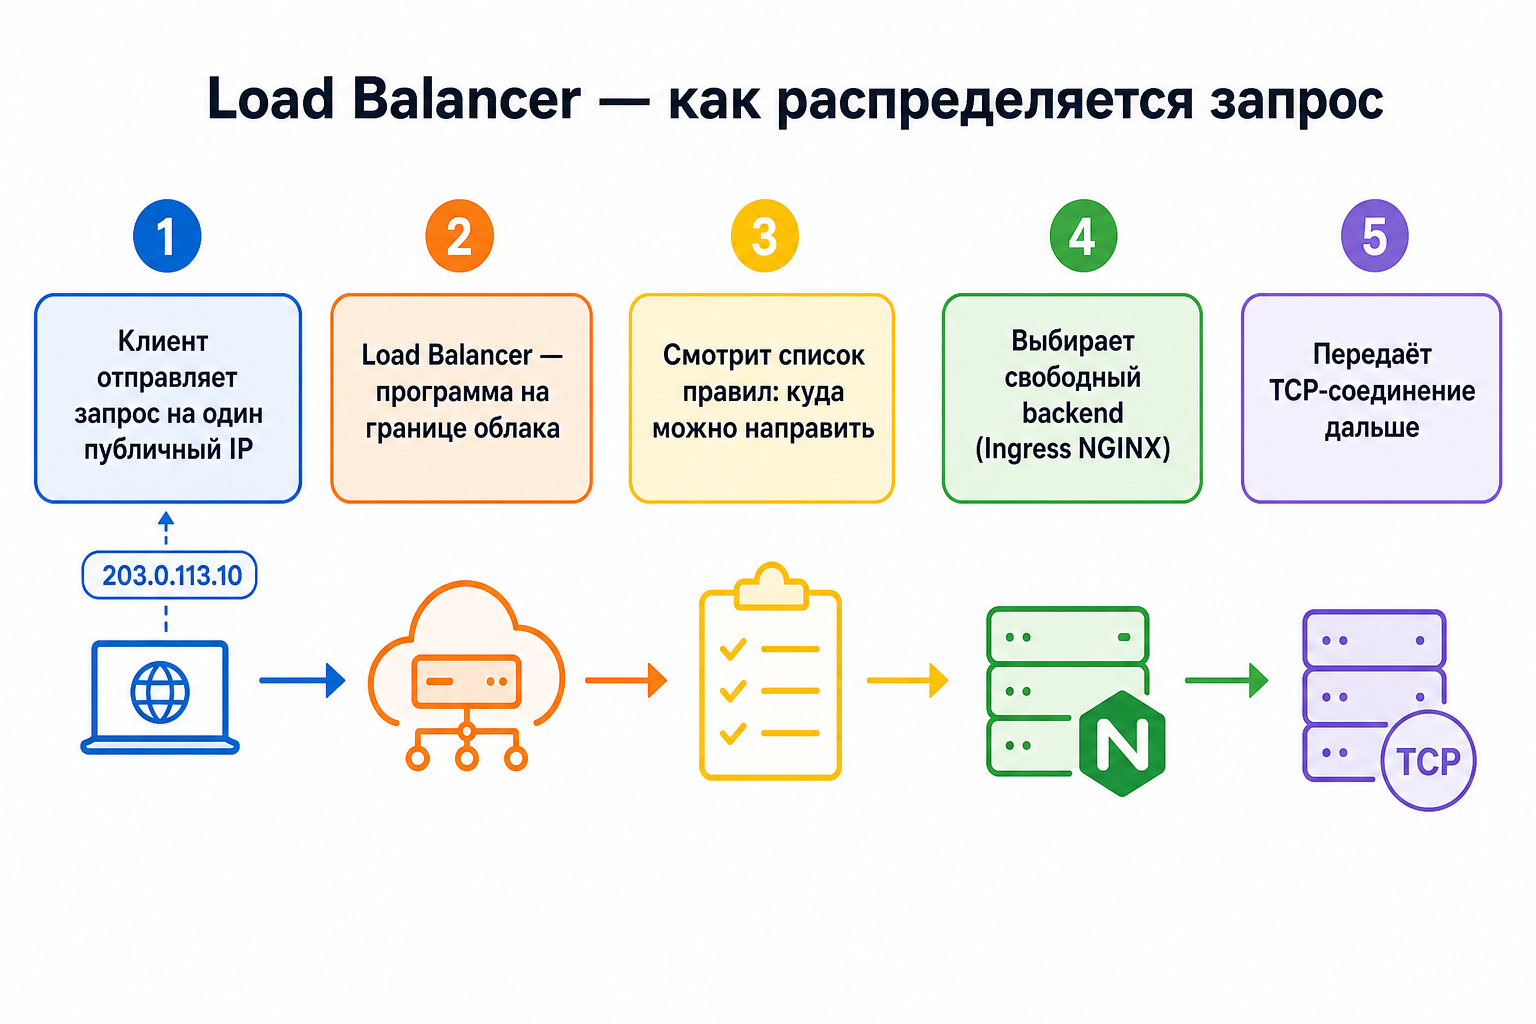 Load Balancer — как распределяется запрос
1
2
3
4
5
Клиент
отправляет
запрос на один
публичный IP
Load Balancer —
программа на
границе облака
Смотрит список
правил: куда
можно направить
Выбирает
свободный
backend
(Ingress NGINX)
Передаёт
TCP-соединение
дальше
203.0.113.10
N
TCP